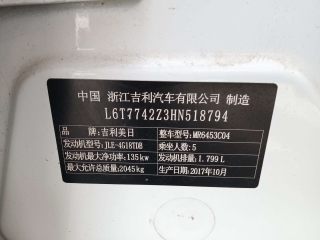 中国 浙江吉利汽车有限公司 制造
L6T7742Z3HN518794
品 牌:吉利美日 整车型号:MR6453C04
发动机型号:JLE-4G18TDB 乘坐人数:5
发动机最大净功率:135kW 发动机排量:1.799L
最大允许总质量:2045kg 生产日期:2017年10月